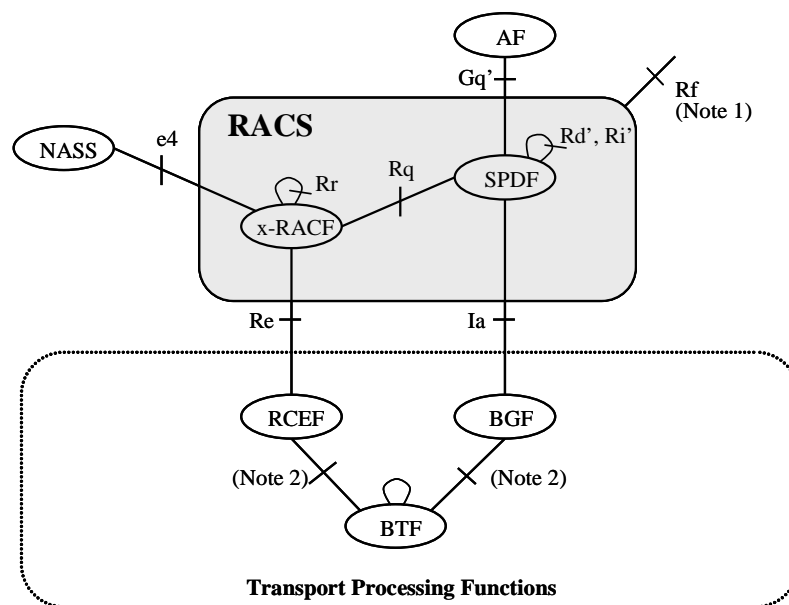 AF
Gq’
Rf
(Note 1)
RACS
e4
NASS
Rd’, Ri’
Rq
Rr
SPDF
x-RACF
Re
Ia
RCEF
BGF
(Note 2)
(Note 2)
BTF
Transport Processing Functions